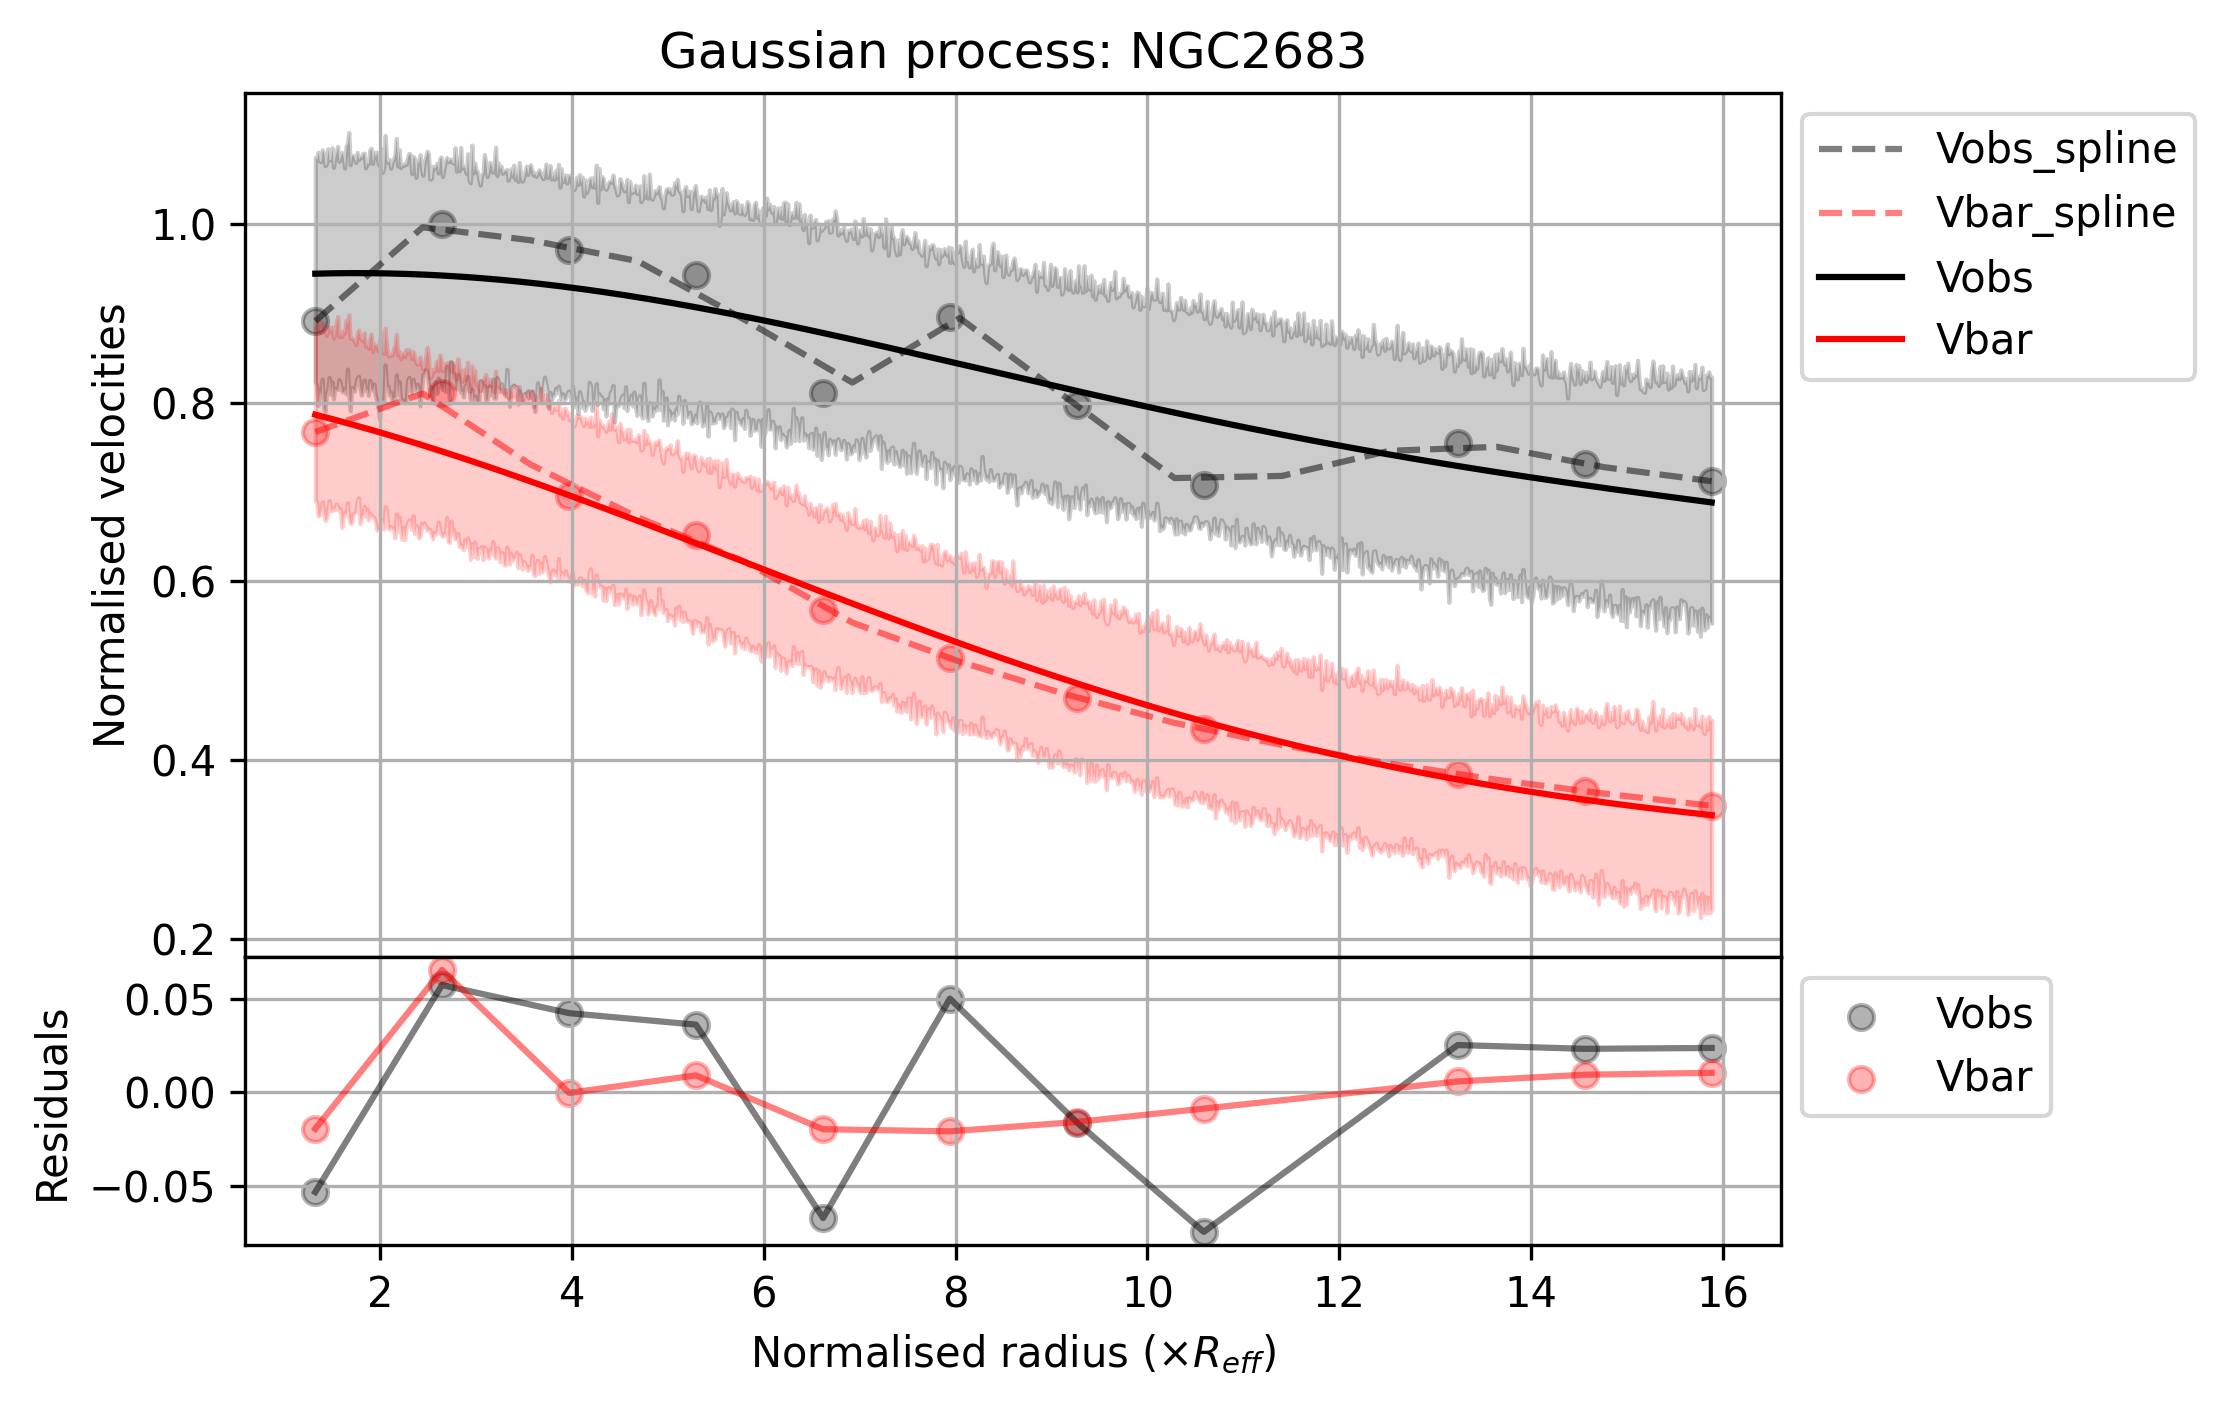 Gaussian process: NGC2683
Normalised velocities
1.0
0.8
0.6
0.4
0.2
Vobs_spline
Vbar_spline
Vobs
Vbar
Residuals
0.05
0.00
−0.05
Vobs
Vbar
2 4 6 8 10 12 14 16
Normalised radius (×R_{eff})